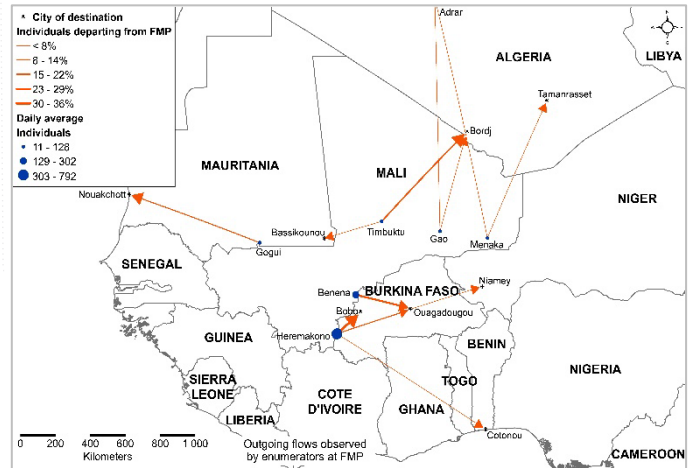 City of destination
Individuals departing from FMP
< 8%
8 - 14%
15 - 22%
23 - 29%
30 - 36%
Daily average
Individuals
11 - 128
129 - 302
303 - 792
Adrar
ALGERIA
LIBYA
Tamanrasset
Bordj
MAURITANIA
MALI
NIGER
Nouakchott
Bassikounou
Timbuktu
Gogui
Gao
Menaka
SENEGAL
Niamey
BURKINA FASO
Benena
Bobo
Ouagadougou
GUINEA
Heremakono
BENIN
NIGERIA
SIERRA
LEONE
TOGO
COTE
D'IVOIRE
GHANA
LIBERIA
Cotonou
0 200 400 600 800 1 000
Kilometers
Outgoing flows observed
by enumerators at FMP
CAMEROON